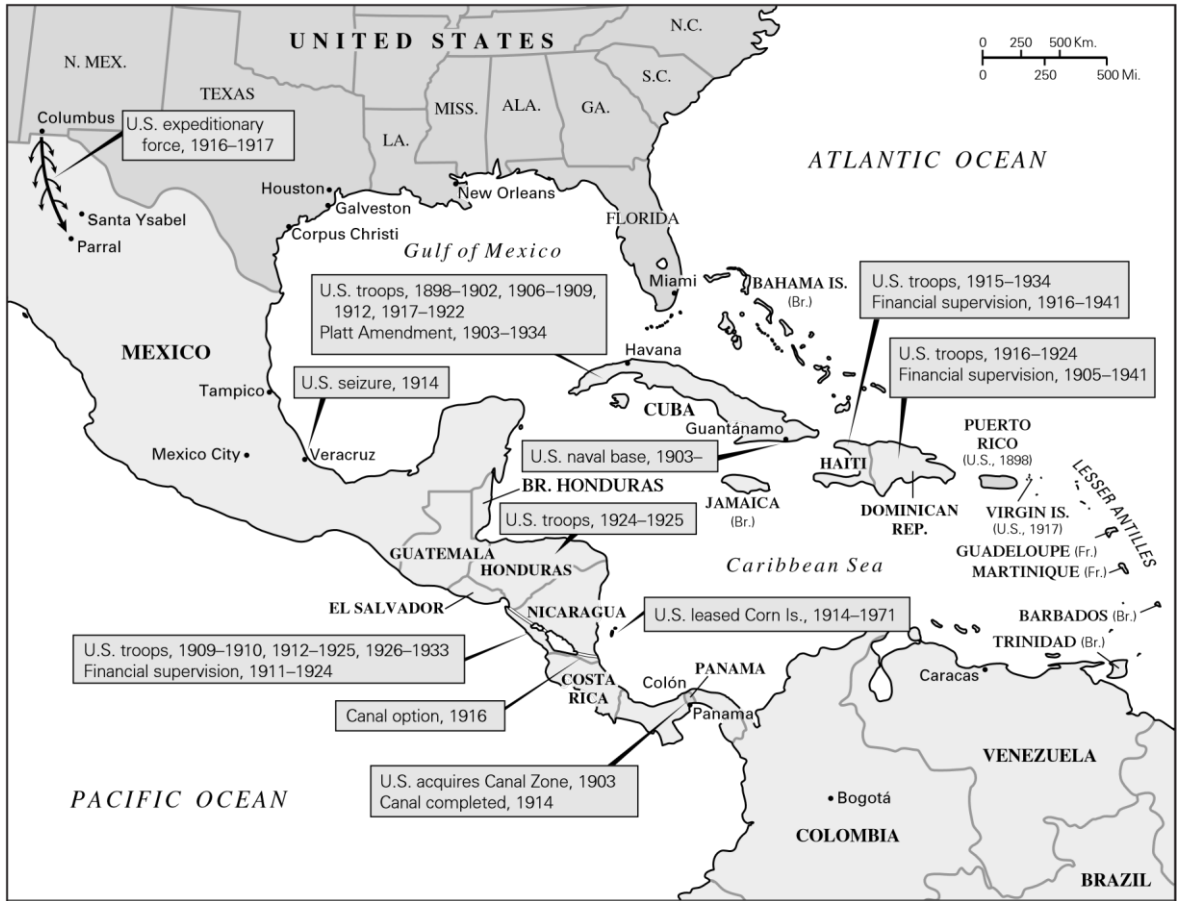 UNITED STATES
N.C.
N. MEX.
S.C.
TEXAS
MISS.
ALA.
GA.
LA.
0 250 500 Km.
0 250 500 Mi.
Columbus
U.S. expeditionary
force, 1916–1917
ATLANTIC OCEAN
Houston
New Orleans
Galveston
Santa Ysabel
Corpus Christi
Parral
FLORIDA
Gulf of Mexico
Miami
BAHAMA IS.
(Br.)
U.S. troops, 1915–1934
Financial supervision, 1916–1941
U.S. troops, 1898–1902, 1906–1909,
1912, 1917–1922
Platt Amendment, 1903–1934
MEXICO
Havana
U.S. troops, 1916–1924
Financial supervision, 1905–1941
Tampico
U.S. seizure, 1914
CUBA
Guantánamo
PUERTO
RICO
(U.S., 1898)
Mexico City
Veracruz
U.S. naval base, 1903–
HAITI
LESSER ANTILLES
BR. HONDURAS
JAMAICA
(Br.)
DOMINICAN
REP.
VIRGIN IS.
(U.S., 1917)
U.S. troops, 1924–1925
GUATEMALA
HONDURAS
Caribbean Sea
GUADELOUPE (Fr.)
MARTINIQUE (Fr.)
EL SALVADOR
NICARAGUA
U.S. leased Corn Is., 1914–1971
BARBADOS (Br.)
TRINIDAD (Br.)
U.S. troops, 1909–1910, 1912–1925, 1926–1933
Financial supervision, 1911–1924
COSTA
RICA
Colón
PANAMA
Caracas
Canal option, 1916
Panama
VENEZUELA
U.S. acquires Canal Zone, 1903
Canal completed, 1914
PACIFIC OCEAN
Bogotá
COLOMBIA
BRAZIL